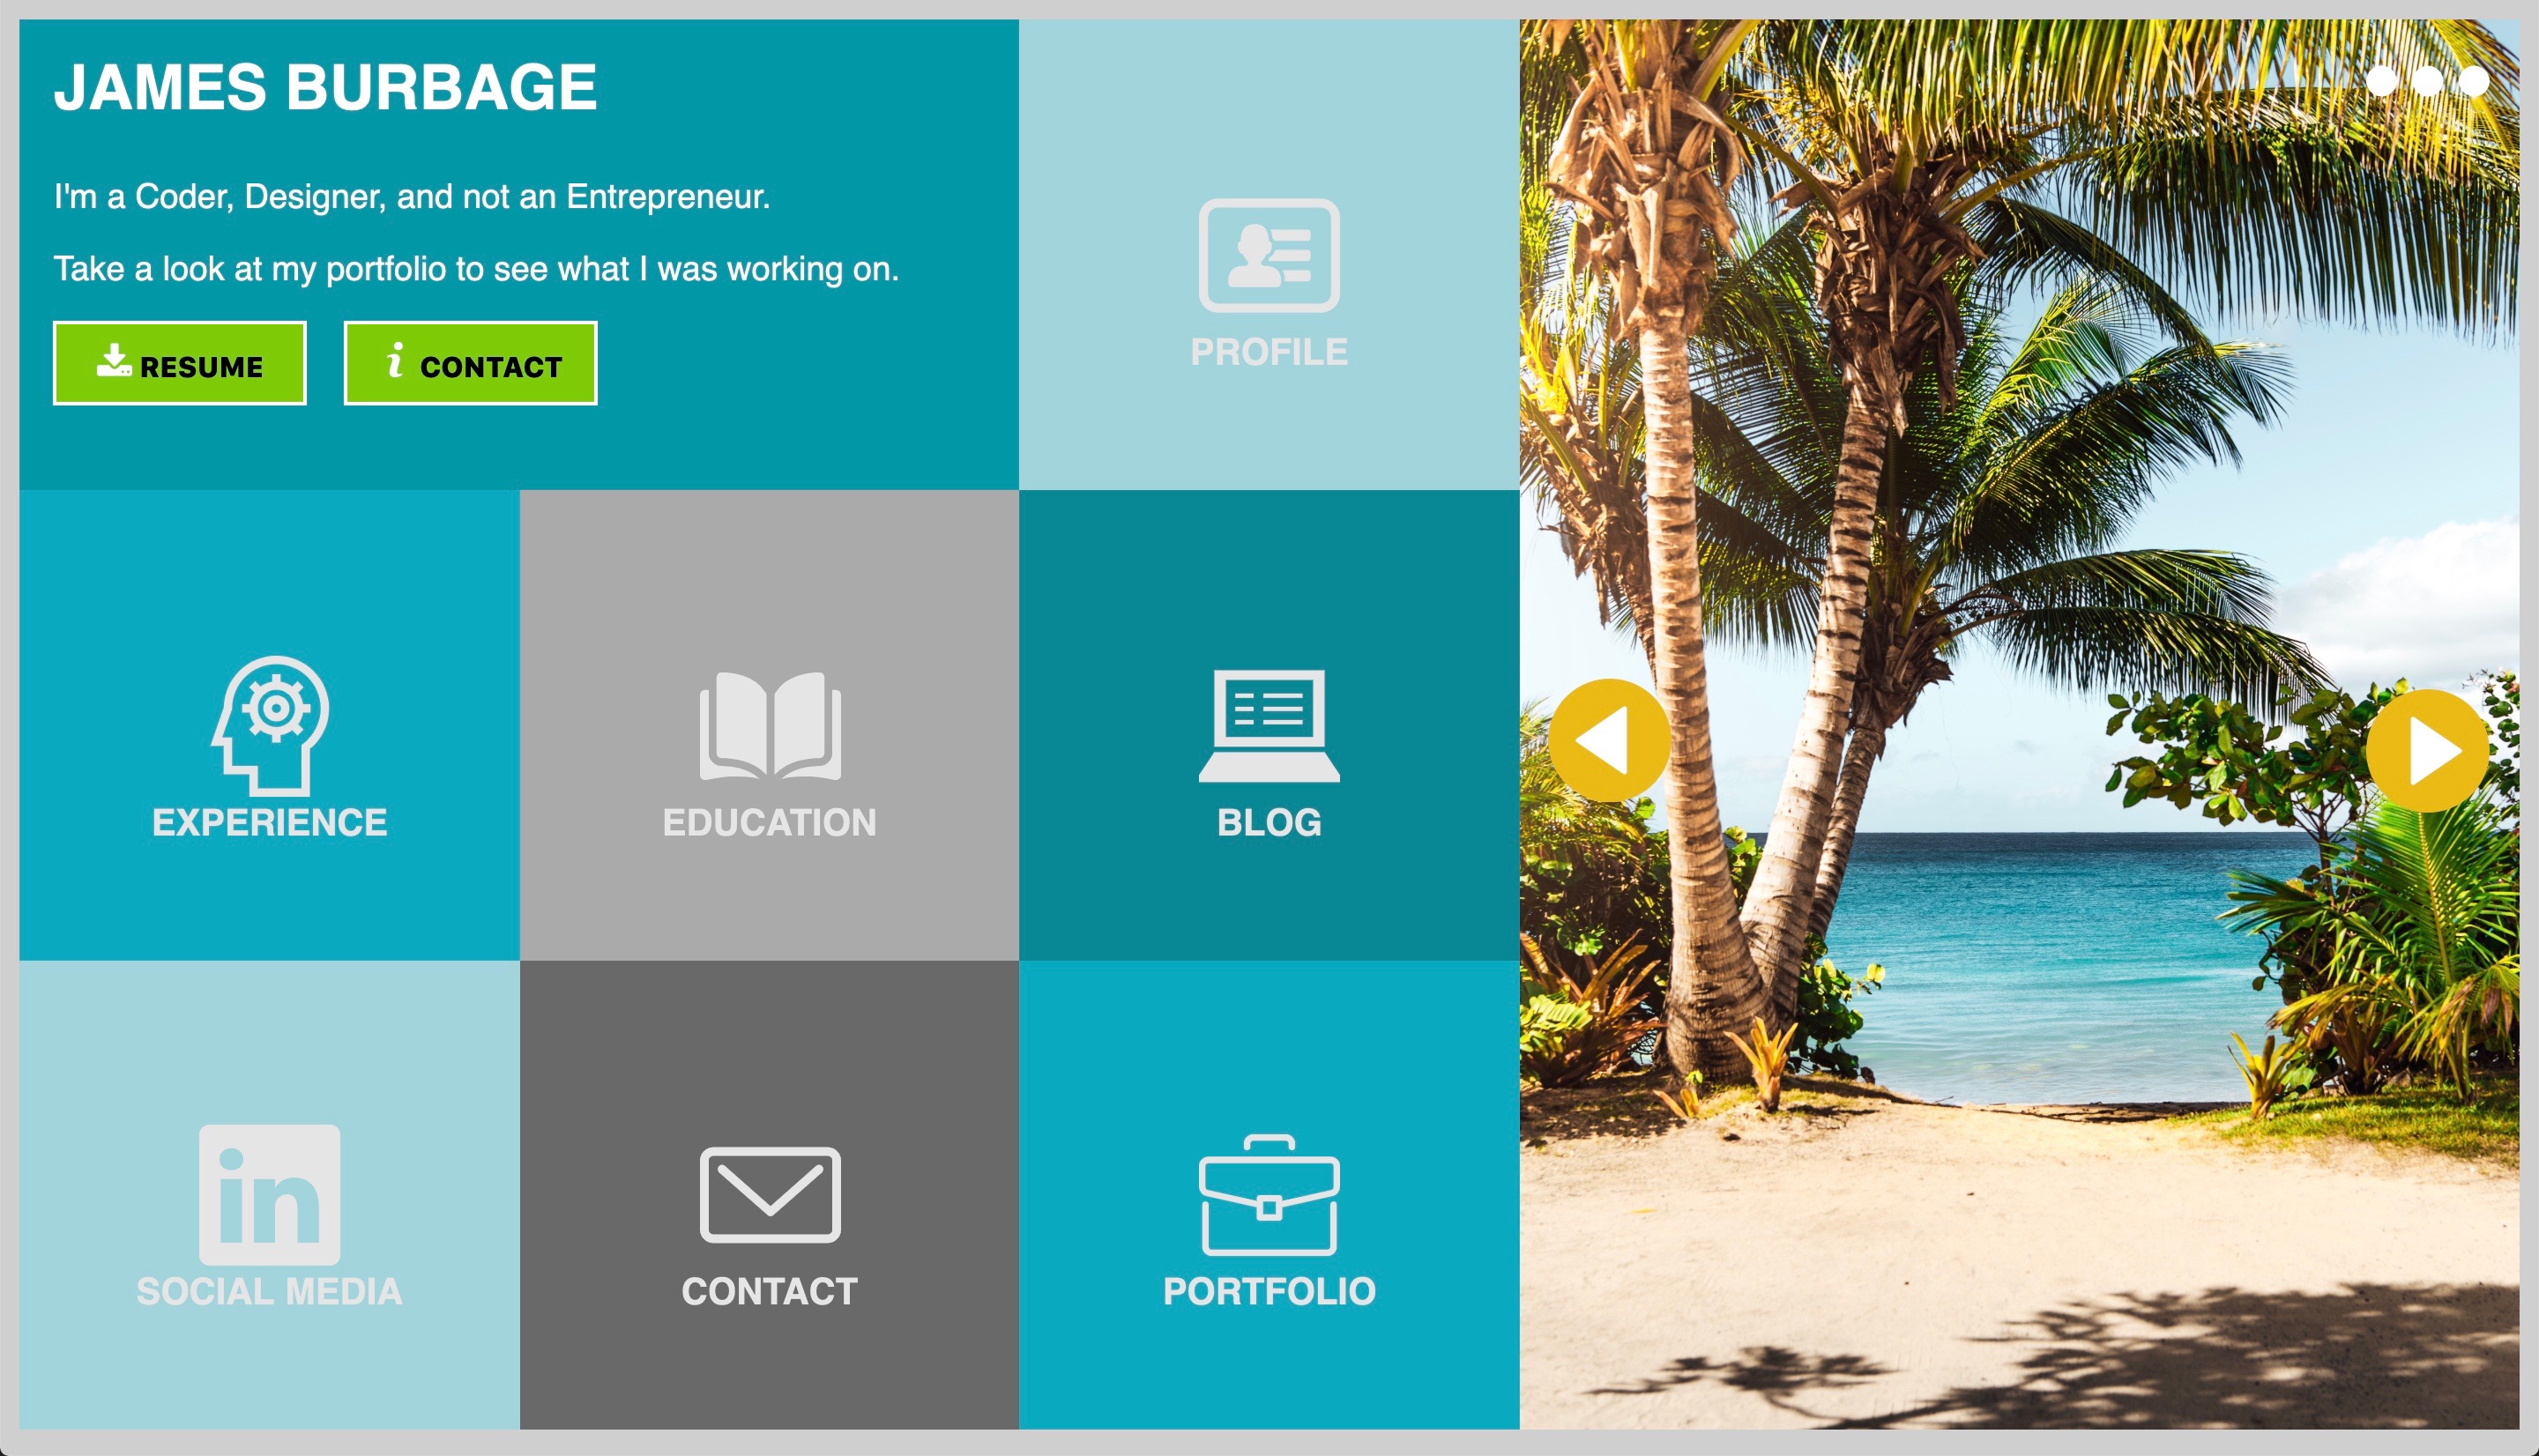 JAMES BURBAGE
I'm a Coder, Designer, and not an Entrepreneur.
Take a look at my portfolio to see what I was working on.
RESUME
i CONTACT
PROFILE
EXPERIENCE
EDUCATION
BLOG
in
SOCIAL MEDIA
CONTACT
PORTFOLIO